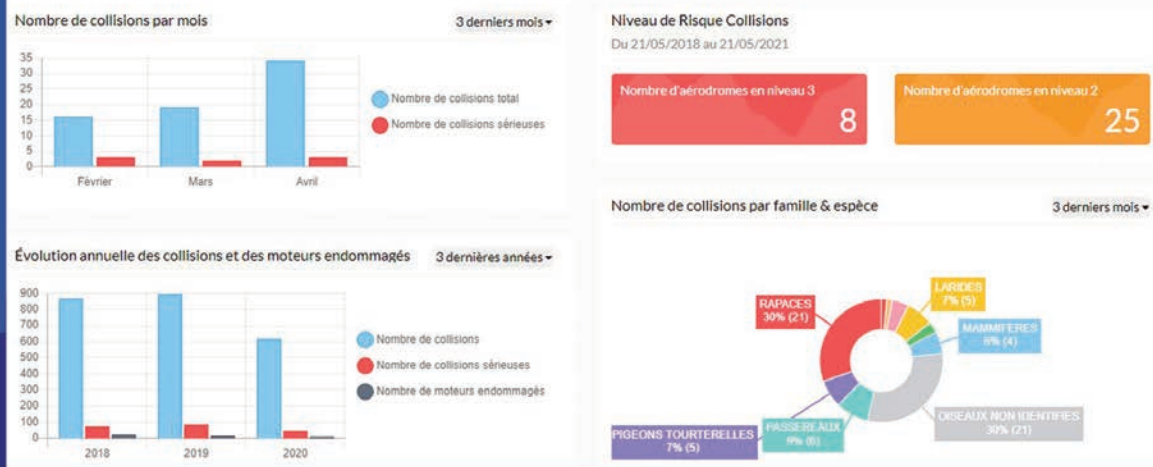 Nombre de collisions par mois
3 derniers mois
35
30
25
20
15
10
5
0
Février
Mars
Avril
Nombre de collisions total
Nombre de collisions sérieuses
Évolution annuelle des collisions et des moteurs endommagés
3 dernières années
900
800
700
600
500
400
300
200
100
0
2018
2019
2020
Nombre de collisions
Nombre de collisions sérieuses
Nombre de moteurs endommagés
Niveau de Risque Collisions
Du 21/05/2018 au 21/05/2021
Nombre d'aérodromes en niveau 3
8
Nombre d'aérodromes en niveau 2
25
Nombre de collisions par famille & espèce
3 derniers mois
RAPACES
30% (21)
LARIDES
7% (5)
MAMMIFERES
6% (4)
OISEAUX NON IDENTIFIES
30% (21)
PASSEREAUX
9% (6)
PIGEONS TOURTERELLES
7% (5)